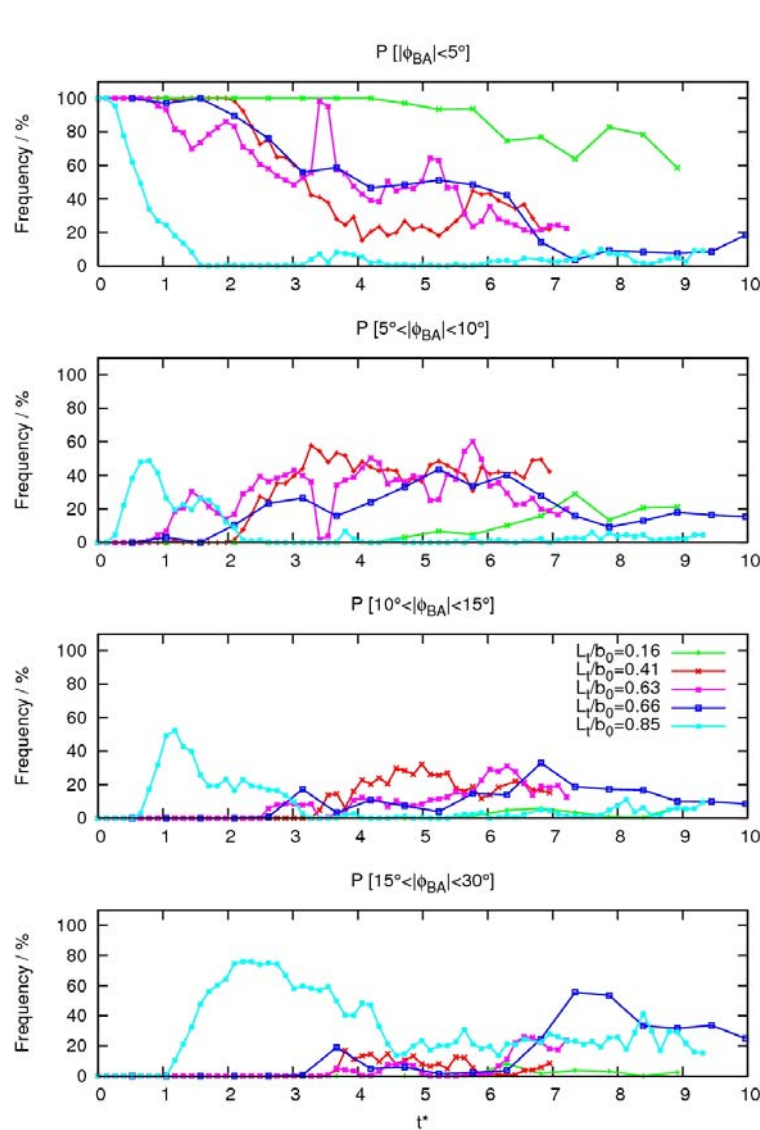 P [|ϕBA|<5°]
Frequency / %
100
80
60
40
20
0
0 1 2 3 4 5 6 7 8 9 10
P [5°<|ϕBA|<10°]
Frequency / %
100
80
60
40
20
0
0 1 2 3 4 5 6 7 8 9 10
P [10°<|ϕBA|<15°]
Frequency / %
100
80
60
40
20
0
Lt/b0=0.16
Lt/b0=0.41
Lt/b0=0.63
Lt/b0=0.66
Lt/b0=0.85
0 1 2 3 4 5 6 7 8 9 10
P [15°<|ϕBA|<30°]
Frequency / %
100
80
60
40
20
0
0 1 2 3 4 5 6 7 8 9 10
t*